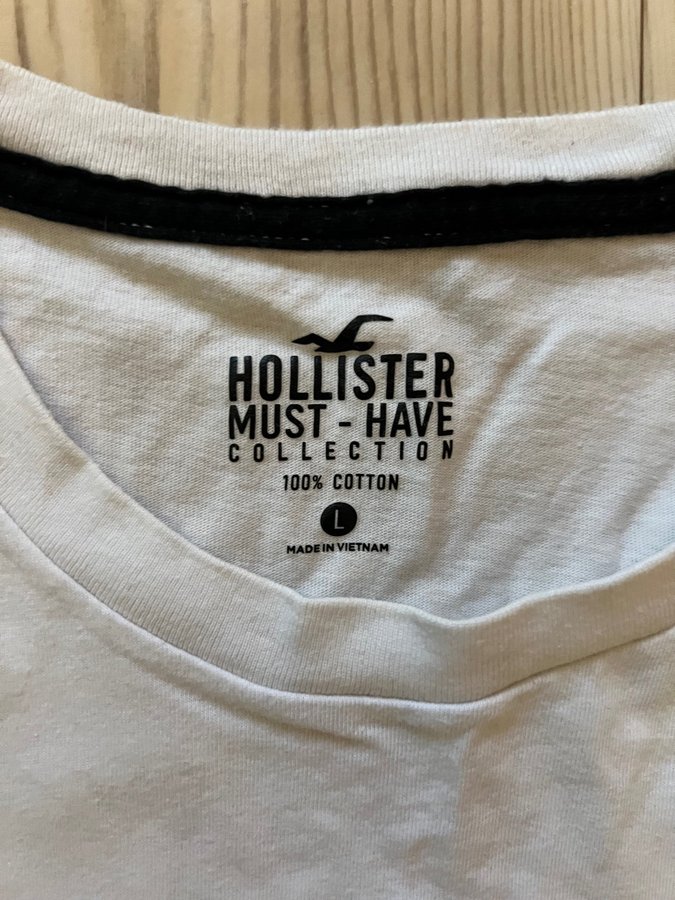 HOLLISTER
MUST - HAVE
COLLECTION
100% COTTON
L
MADE IN VIETNAM